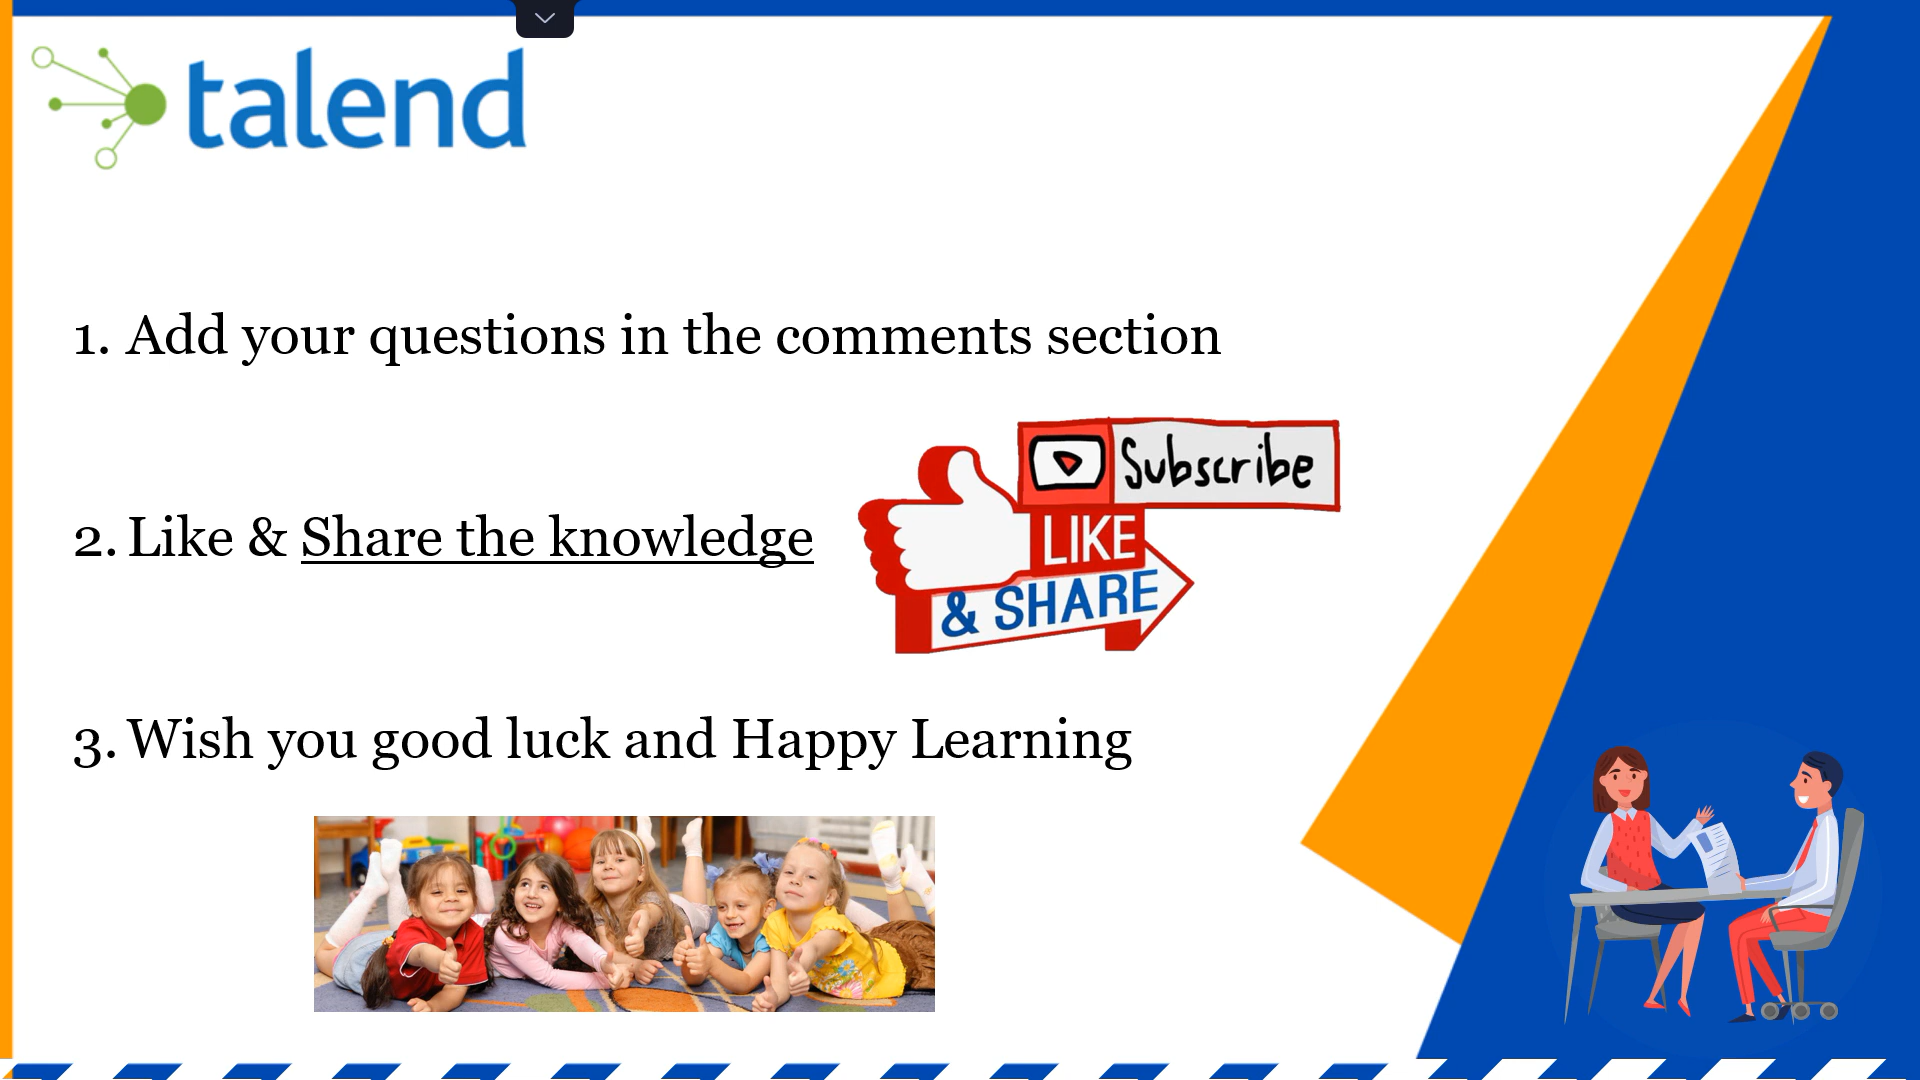 talend
1. Add your questions in the comments section
Subscribe
2. Like & Share the knowledge
LIKE
& SHARE
3. Wish you good luck and Happy Learning